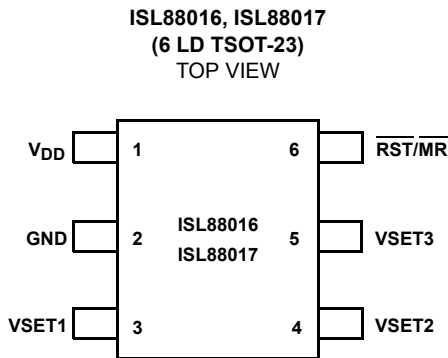 ISL88016, ISL88017
(6 LD TSOT-23)
TOP VIEW
VDD 1 6 RST/MR
GND 2 ISL88016 5 VSET3
ISL88017
VSET1 3 4 VSET2